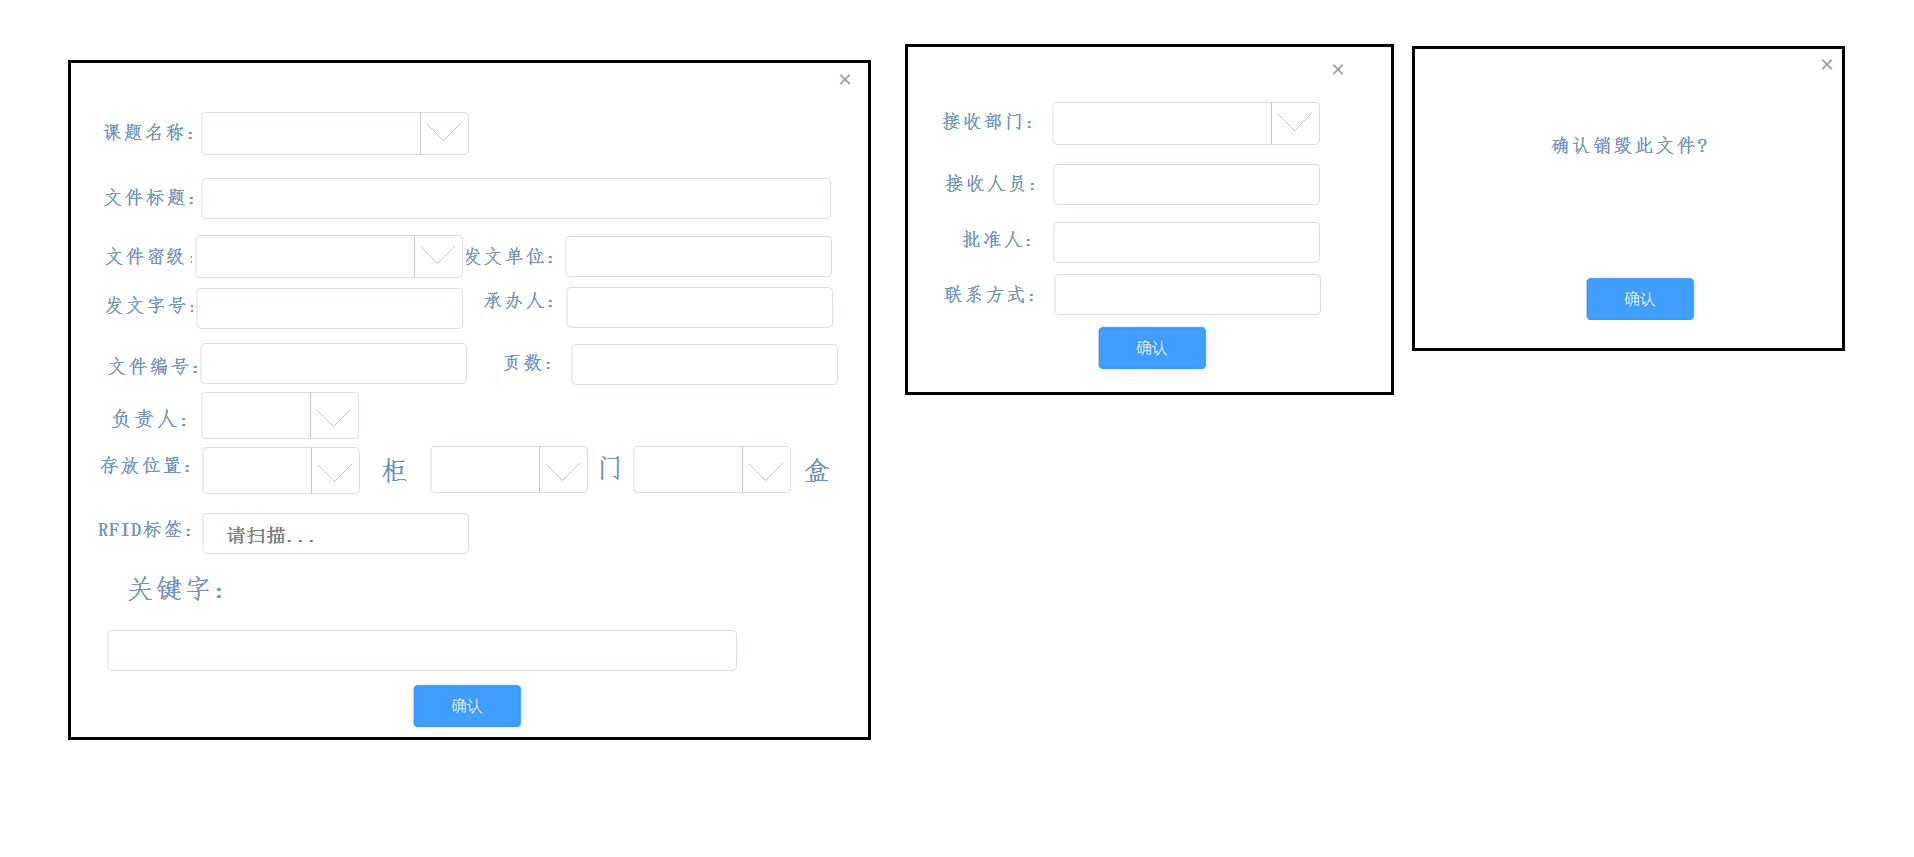 ×
课题名称:
文件标题:
文件密级:
发文单位:
发文字号:
承办人:
文件编号:
页数:
负责人:
存放位置:
柜
门
盒
RFID标签:
请扫描...
关键字:
确认
×
接收部门:
接收人员:
批准人:
联系方式:
确认
×
确认销毁此文件?
确认